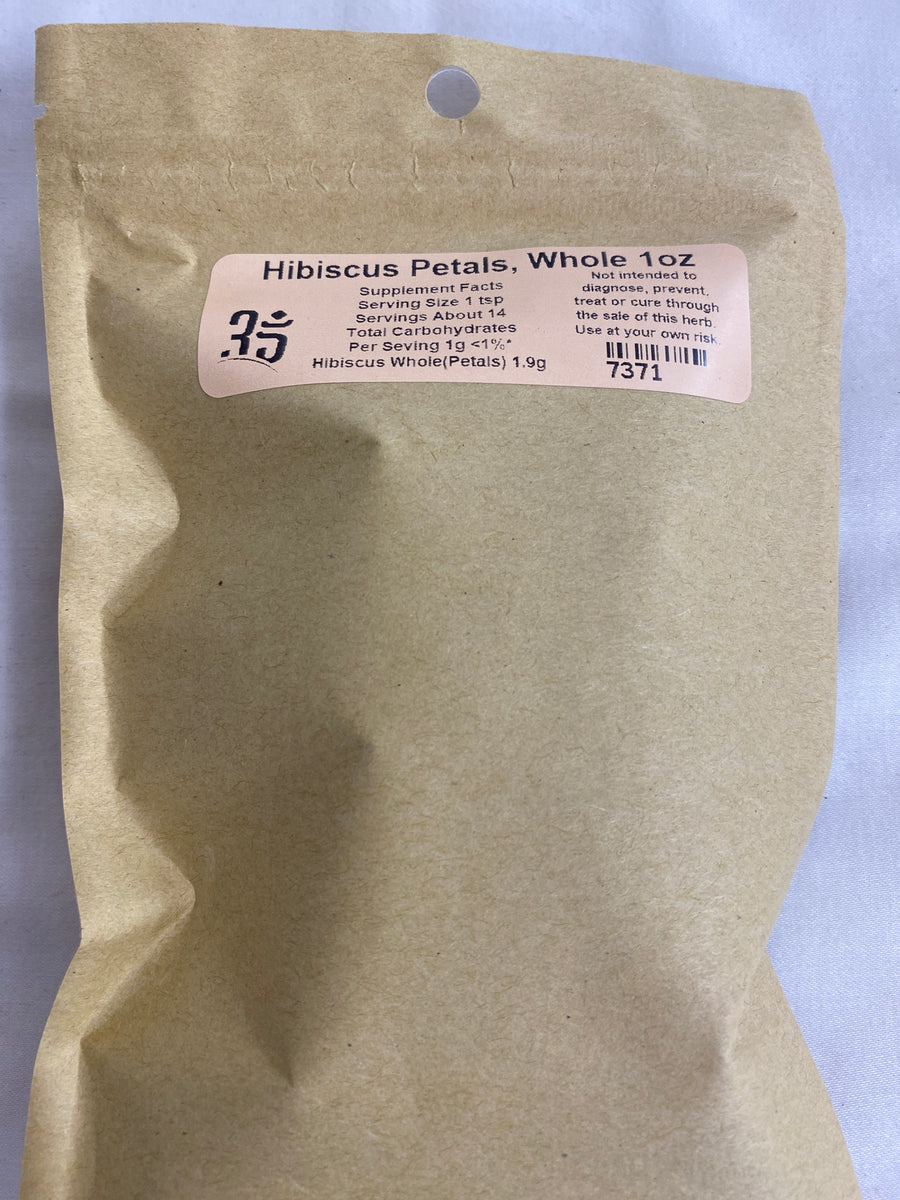 Hibiscus Petals, Whole 1oz
Supplement Facts
Serving Size 1 tsp
Servings About 14
Total Carbohydrates
Per Seving 1g <1%*
Hibiscus Whole(Petals) 1.9g
Not intended to
diagnose, prevent,
treat or cure through
the sale of this herb.
Use at your own risk.
7371